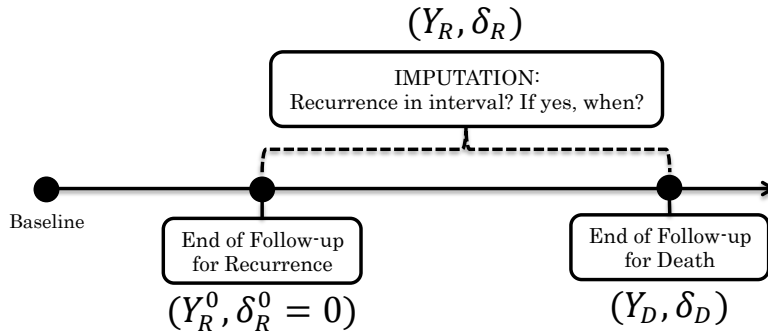 (Y_R, δ_R)
IMPUTATION:
Recurrence in interval? If yes, when?
Baseline
End of Follow-up
for Recurrence
End of Follow-up
for Death
(Y_R^0, δ_R^0 = 0)
(Y_D, δ_D)